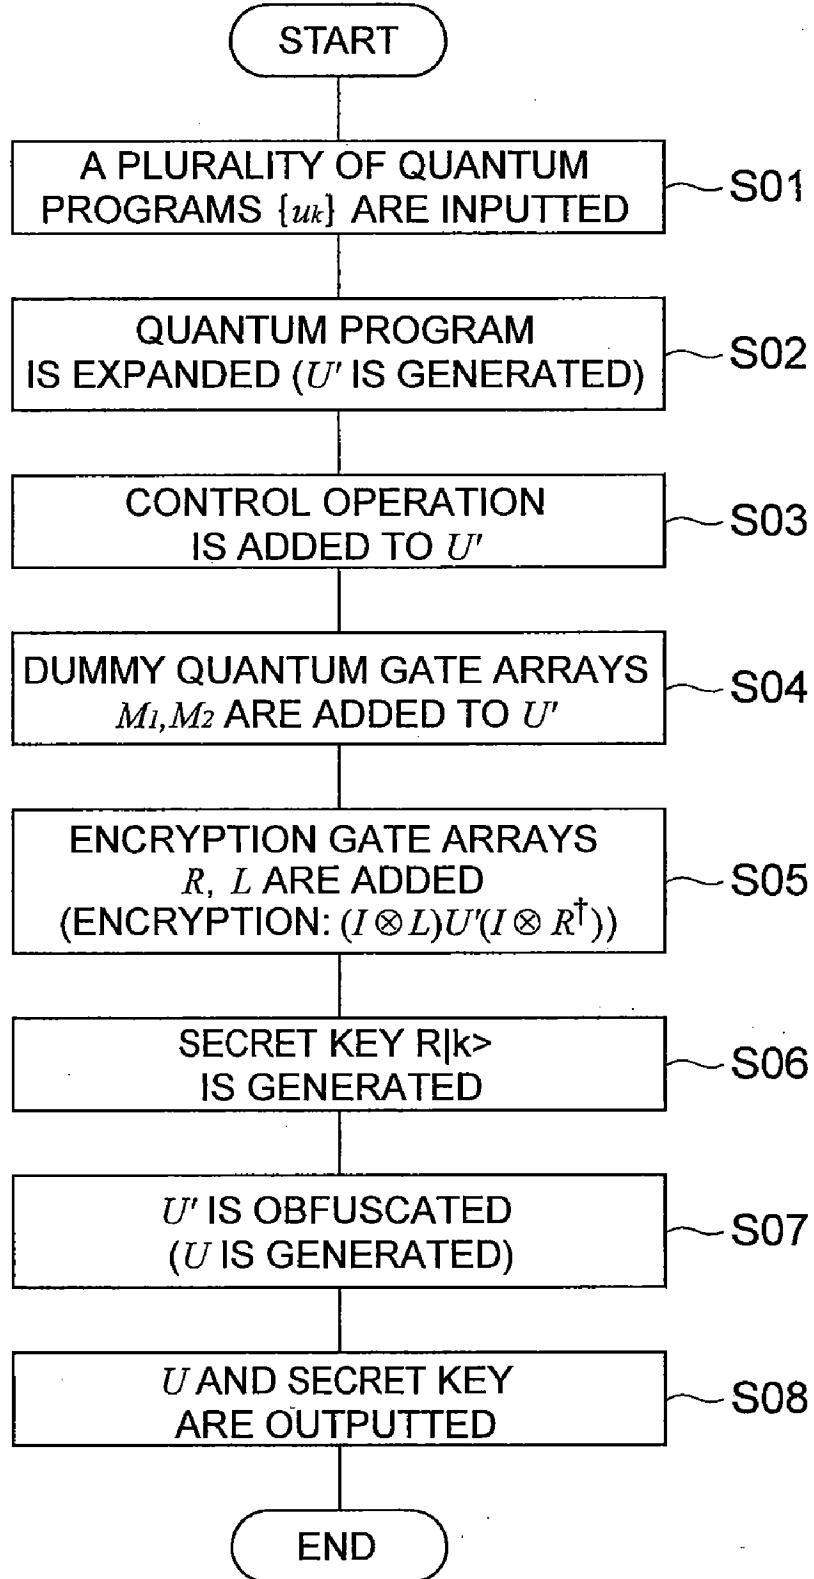 START
A PLURALITY OF QUANTUM
PROGRAMS {uk} ARE INPUTTED
S01
QUANTUM PROGRAM
IS EXPANDED (U' IS GENERATED)
S02
CONTROL OPERATION
IS ADDED TO U'
S03
DUMMY QUANTUM GATE ARRAYS
M1,M2 ARE ADDED TO U'
S04
ENCRYPTION GATE ARRAYS
R, L ARE ADDED
(ENCRYPTION: (I⊗L)U'(I⊗R†))
S05
SECRET KEY R|k>
IS GENERATED
S06
U' IS OBFUSCATED
(U IS GENERATED)
S07
U AND SECRET KEY
ARE OUTPUTTED
S08
END